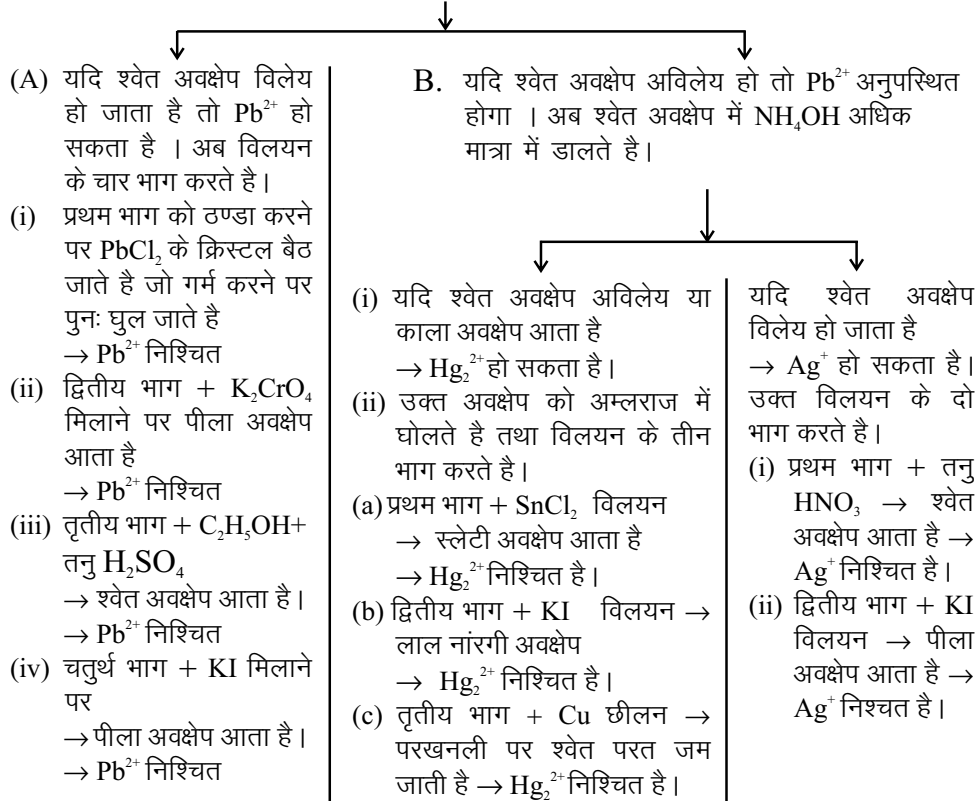 (A) यदि श्वेत अवक्षेप विलेय
हो जाता है तो Pb²⁺ हो
सकता है । अब विलयन
के चार भाग करते है।
(i) प्रथम भाग को ठण्डा करने
पर PbCl₂ के क्रिस्टल बैठ
जाते है जो गर्म करने पर
पुनः घुल जाते है
→ Pb²⁺ निश्चित
(ii) द्वितीय भाग + K₂CrO₄
मिलाने पर पीला अवक्षेप
आता है
→ Pb²⁺ निश्चित
(iii) तृतीय भाग + C₂H₅OH+
तनु H₂SO₄
→ श्वेत अवक्षेप आता है।
→ Pb²⁺ निश्चित
(iv) चतुर्थ भाग + KI मिलाने
पर
→ पीला अवक्षेप आता है।
→ Pb²⁺ निश्चित
B. यदि श्वेत अवक्षेप अविलेय हो तो Pb²⁺ अनुपस्थित
होगा । अब श्वेत अवक्षेप में NH₄OH अधिक
मात्रा में डालते है।
(i) यदि श्वेत अवक्षेप अविलेय या
काला अवक्षेप आता है
→ Hg₂²⁺ हो सकता है।
(ii) उक्त अवक्षेप को अम्लराज में
घोलते है तथा विलयन के तीन
भाग करते है।
(a) प्रथम भाग + SnCl₂ विलयन
→ स्लेटी अवक्षेप आता है
→ Hg₂²⁺ निश्चित है।
(b) द्वितीय भाग + KI विलयन →
लाल नांरगी अवक्षेप
→ Hg₂²⁺ निश्चित है।
(c) तृतीय भाग + Cu छीलन →
परखनली पर श्वेत परत जम
जाती है → Hg₂²⁺ निश्चित है।
यदि श्वेत अवक्षेप
विलेय हो जाता है
→ Ag⁺ हो सकता है।
उक्त विलयन के दो
भाग करते है।
(i) प्रथम भाग + तनु
HNO₃ → श्वेत
अवक्षेप आता है →
Ag⁺ निश्चित है।
(ii) द्वितीय भाग + KI
विलयन → पीला
अवक्षेप आता है →
Ag⁺ निश्चत है।